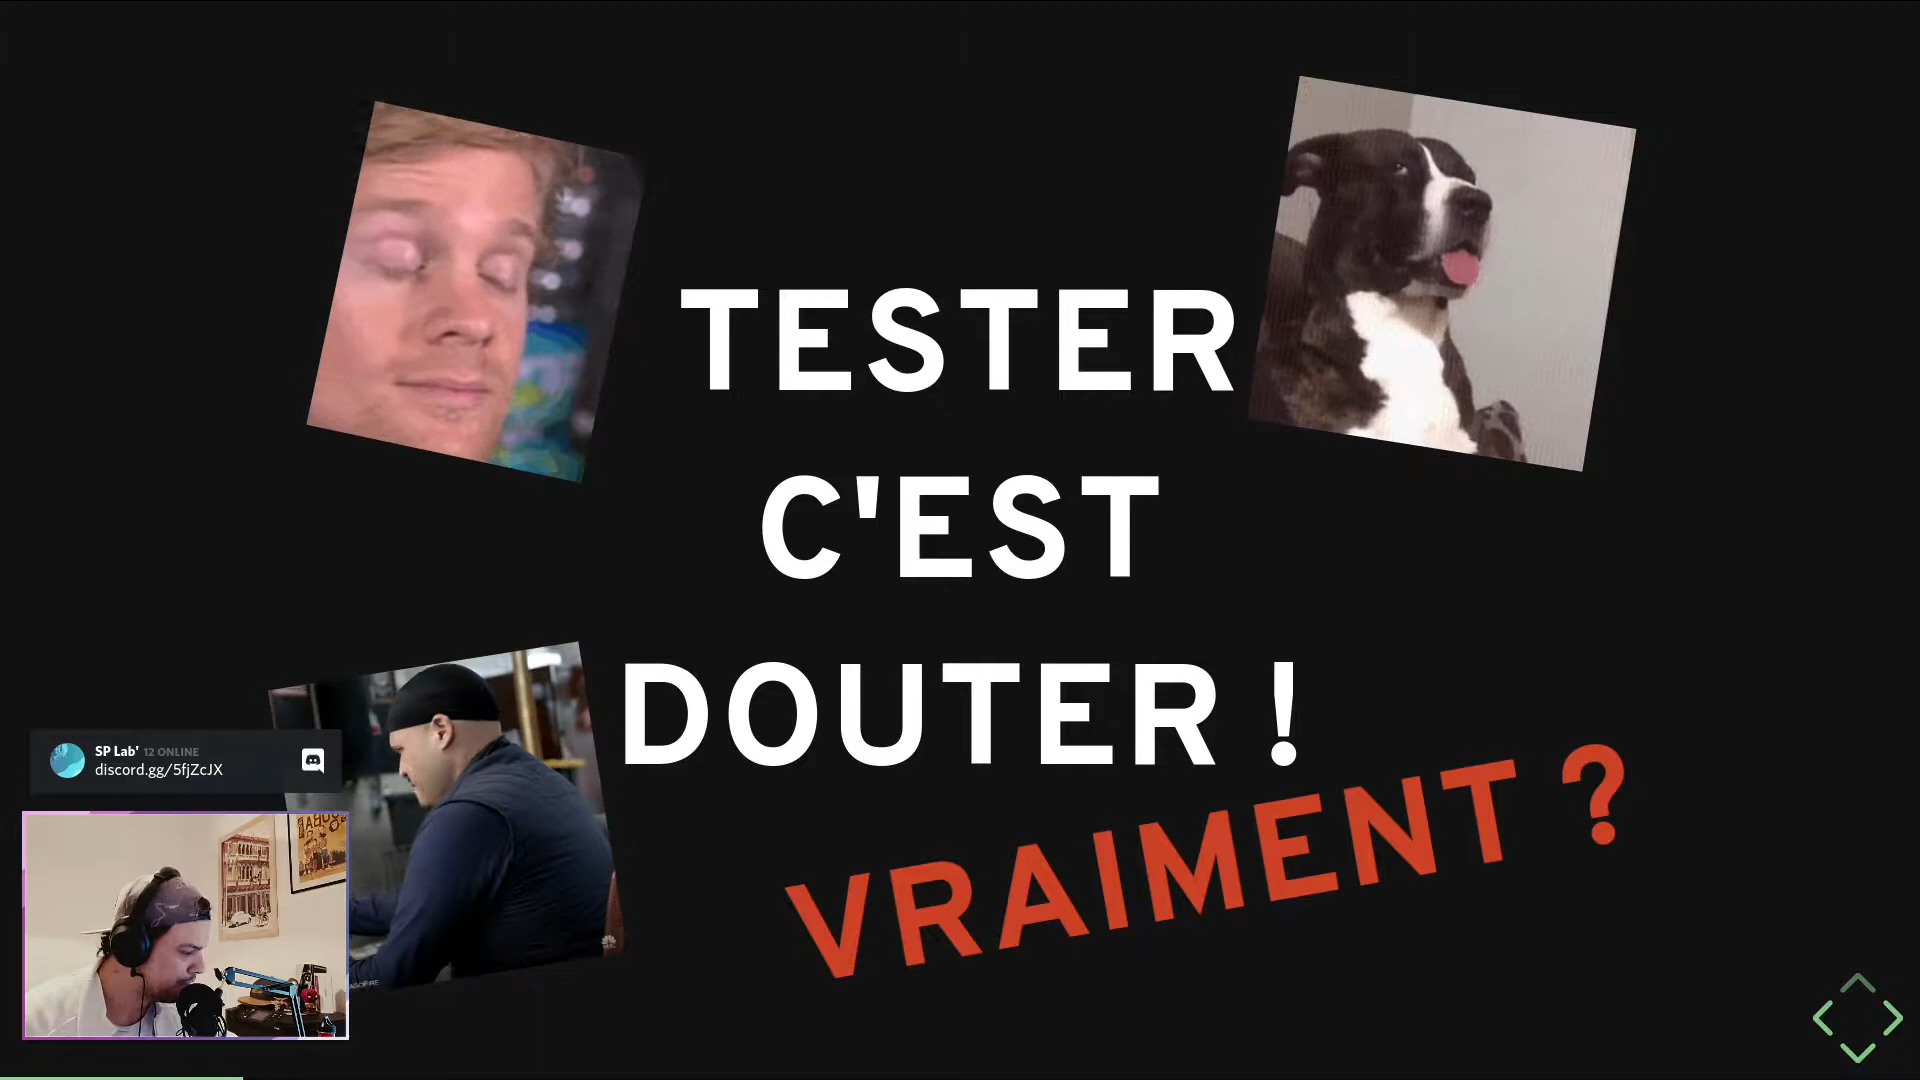 TESTER
C'EST
DOUTER !
VRAIMENT ?
SP Lab' 12 ONLINE
discord.gg/5fjZcJX